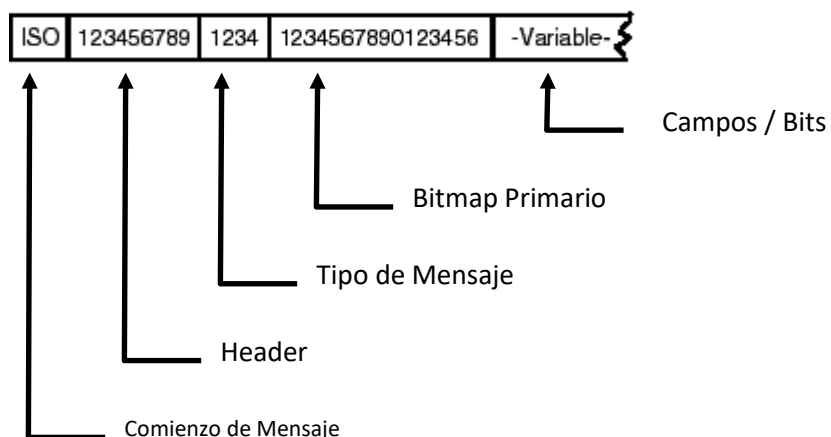 ISO 123456789 1234 1234567890123456 -Variable-
Campos / Bits
Bitmap Primario
Tipo de Mensaje
Header
Comienzo de Mensaje